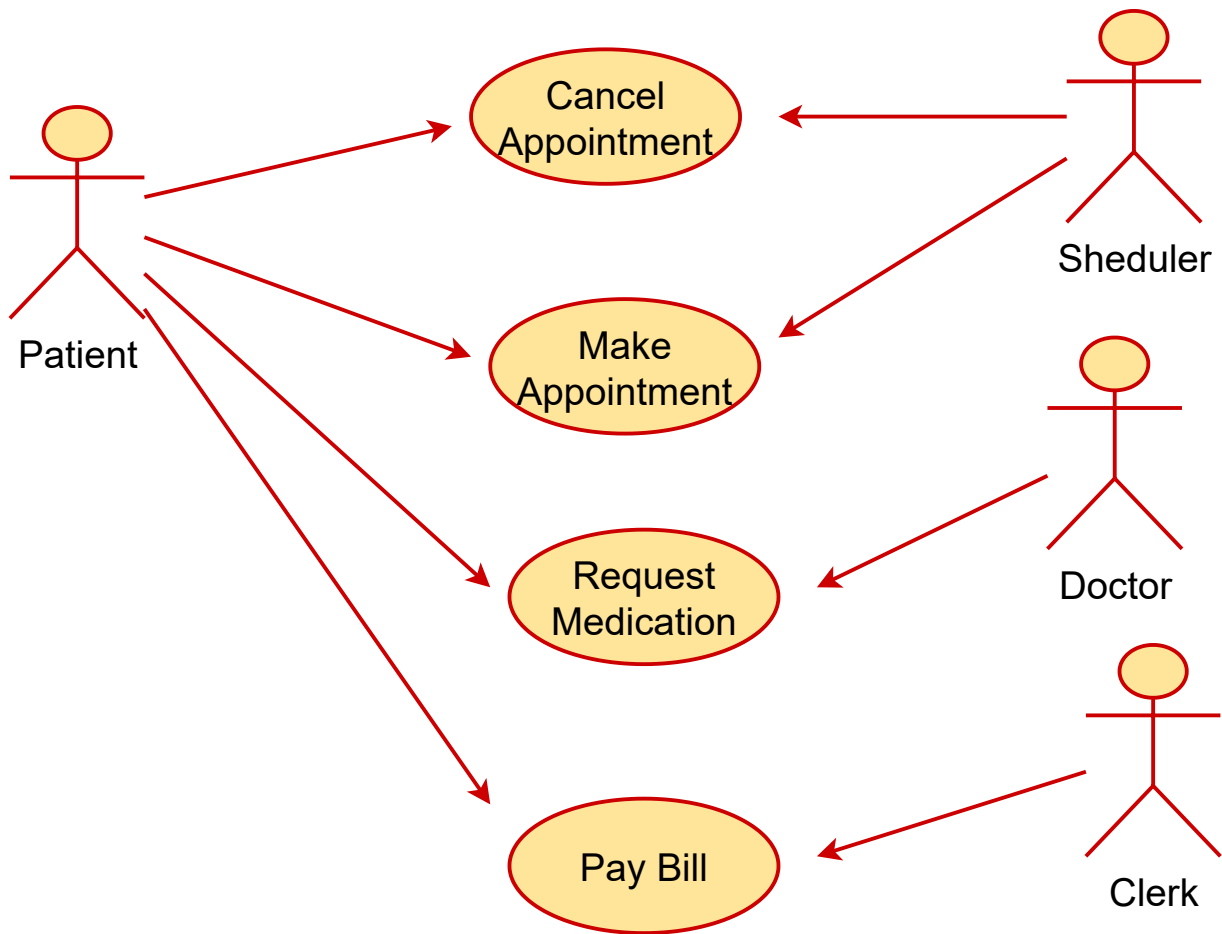 Cancel
Appointment
Sheduler
Patient
Make
Appointment
Request
Medication
Doctor
Pay Bill
Clerk